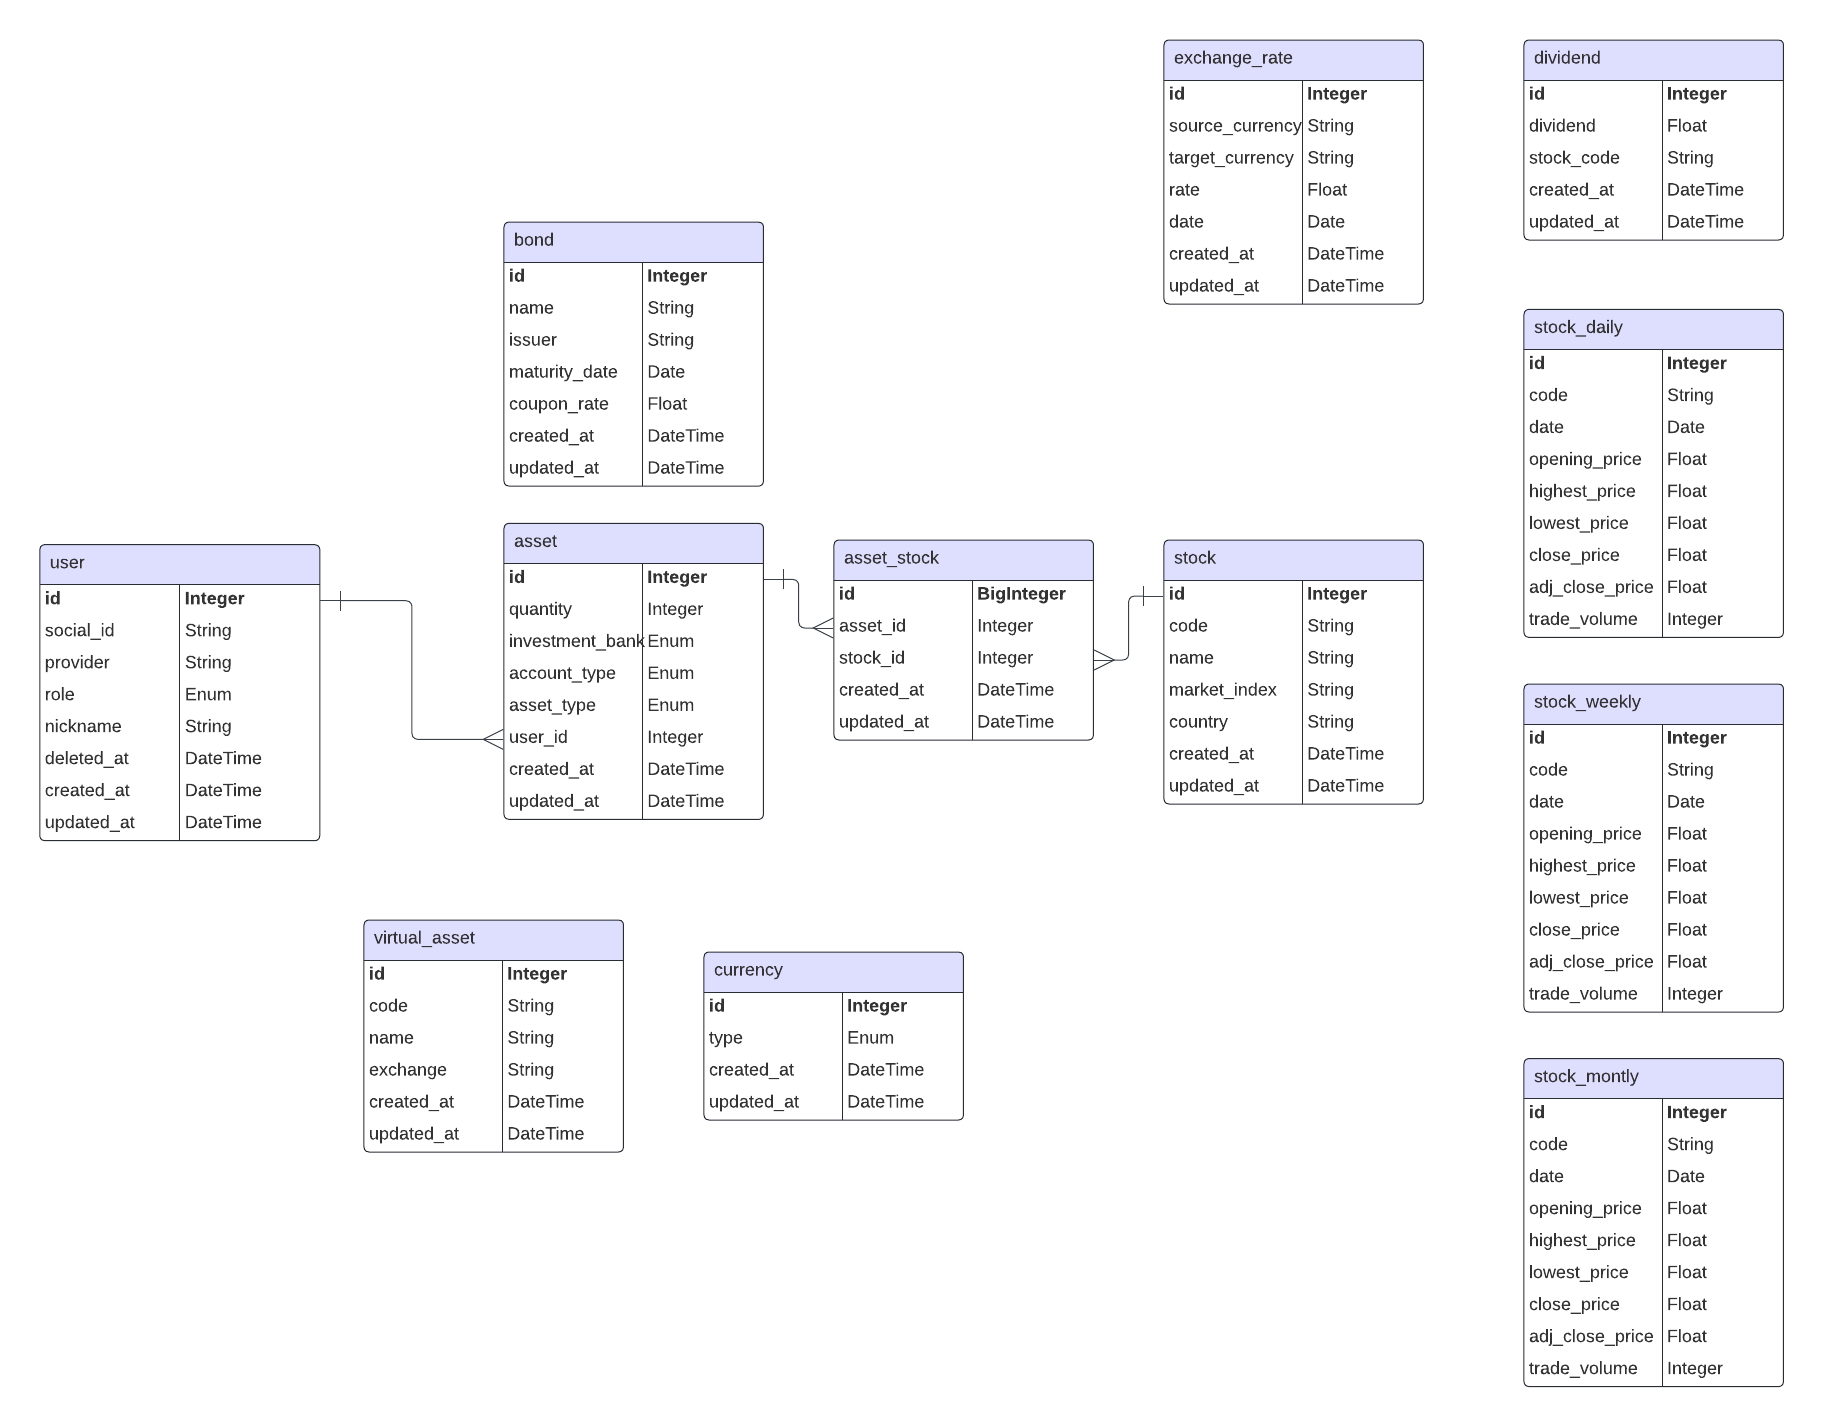 exchange_rate
id Integer
source_currency String
target_currency String
rate Float
date Date
created_at DateTime
updated_at DateTime
dividend
id Integer
dividend Float
stock_code String
created_at DateTime
updated_at DateTime
bond
id Integer
name String
issuer String
maturity_date Date
coupon_rate Float
created_at DateTime
updated_at DateTime
stock_daily
id Integer
code String
date Date
opening_price Float
highest_price Float
lowest_price Float
close_price Float
adj_close_price Float
trade_volume Integer
user
id Integer
social_id String
provider String
role Enum
nickname String
deleted_at DateTime
created_at DateTime
updated_at DateTime
asset
id Integer
quantity Integer
investment_bank Enum
account_type Enum
asset_type Enum
user_id Integer
created_at DateTime
updated_at DateTime
asset_stock
id BigInteger
asset_id Integer
stock_id Integer
created_at DateTime
updated_at DateTime
stock
id Integer
code String
name String
market_index String
country String
created_at DateTime
updated_at DateTime
stock_weekly
id Integer
code String
date Date
opening_price Float
highest_price Float
lowest_price Float
close_price Float
adj_close_price Float
trade_volume Integer
virtual_asset
id Integer
code String
name String
exchange String
created_at DateTime
updated_at DateTime
currency
id Integer
type Enum
created_at DateTime
updated_at DateTime
stock_montly
id Integer
code String
date Date
opening_price Float
highest_price Float
lowest_price Float
close_price Float
adj_close_price Float
trade_volume Integer